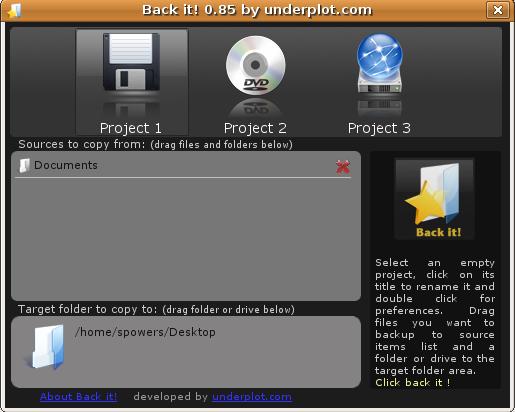 Back it! 0.85 by underplot.com
DVD
Project 1
Project 2
Project 3
Sources to copy from: (drag files and folders below)
Documents
Back it!
Select an empty
project, click on its
title to rename it and
double click for
preferences. Drag
files you want to
backup to source
items list and a
folder or drive to the
target folder area.
Click back it !
Target folder to copy to: (drag folder or drive below)
/home/spowers/Desktop
About Back it! developed by underplot.com